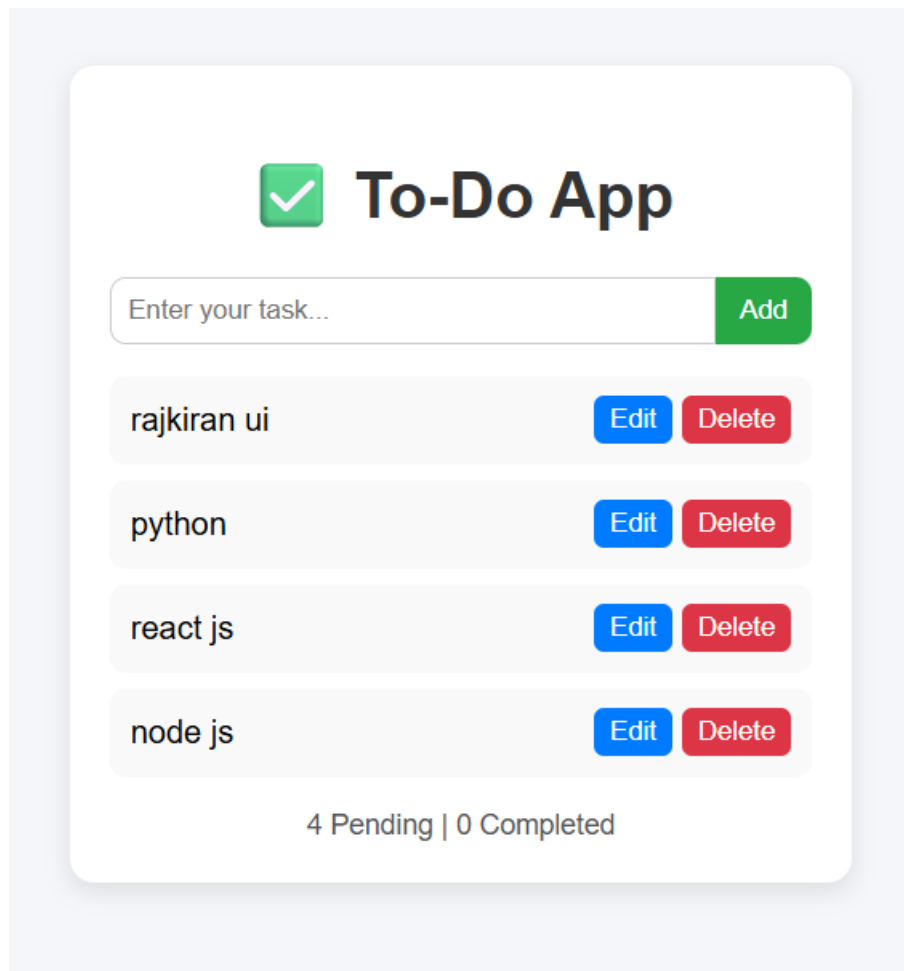 ✅ To-Do App
Enter your task... Add
rajkiran ui Edit Delete
python Edit Delete
react js Edit Delete
node js Edit Delete
4 Pending | 0 Completed